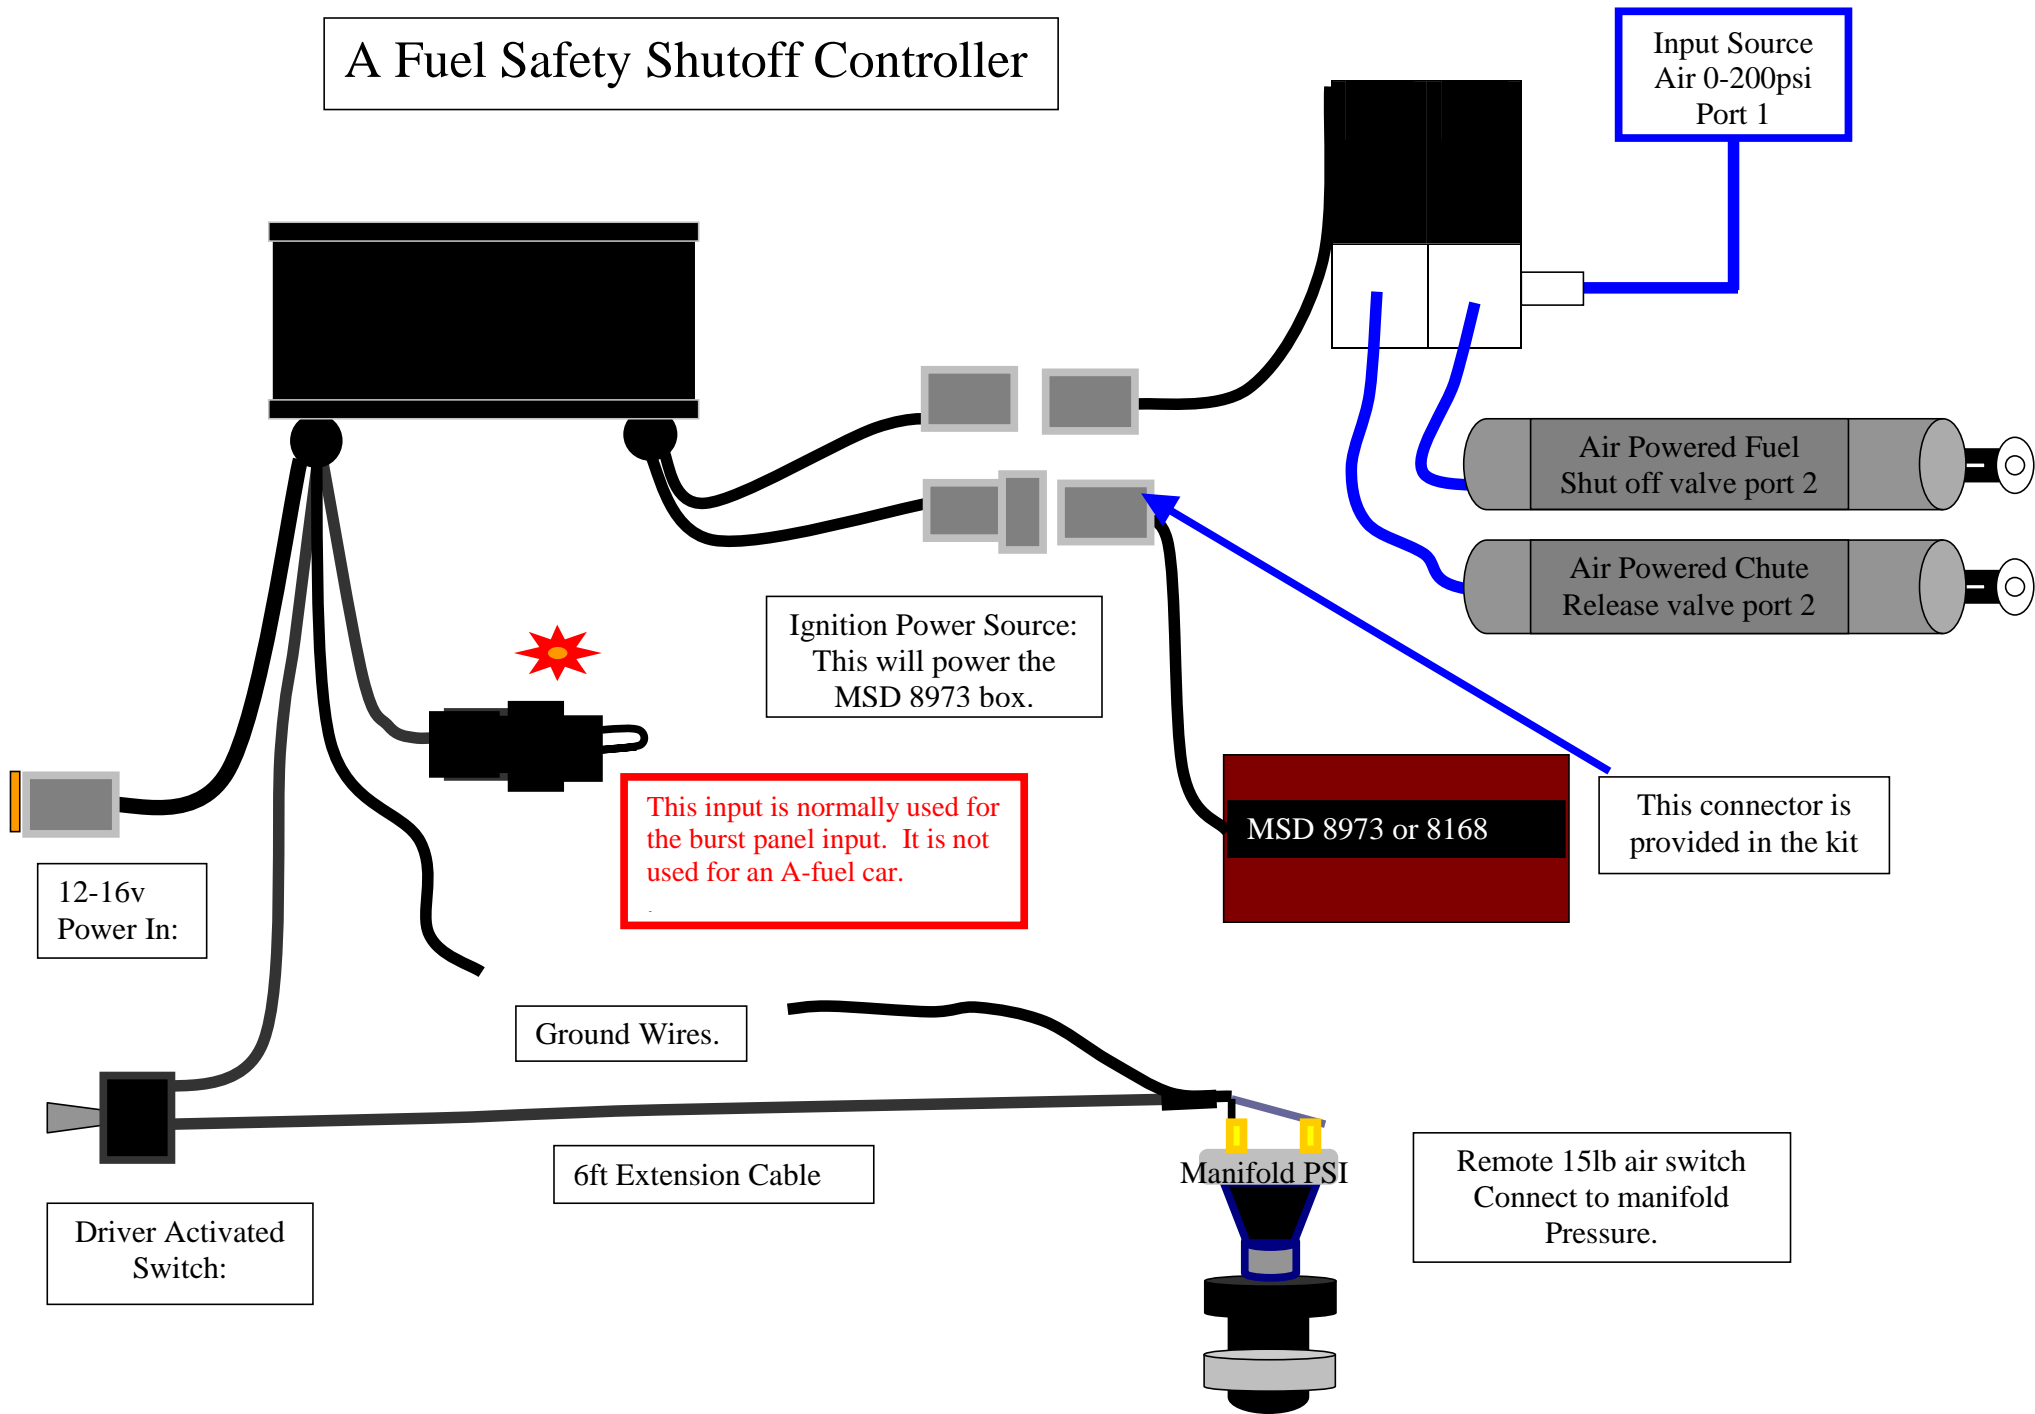 A Fuel Safety Shutoff Controller
Input Source
Air 0-200psi
Port 1
Air Powered Fuel
Shut off valve port 2
Air Powered Chute
Release valve port 2
Ignition Power Source:
This will power the
MSD 8973 box.
This input is normally used for
the burst panel input.  It is not
used for an A-fuel car.
.
MSD 8973 or 8168
This connector is
provided in the kit
12-16v
Power In:
Ground Wires.
6ft Extension Cable
Manifold PSI
Remote 15lb air switch
Connect to manifold
Pressure.
Driver Activated
Switch: